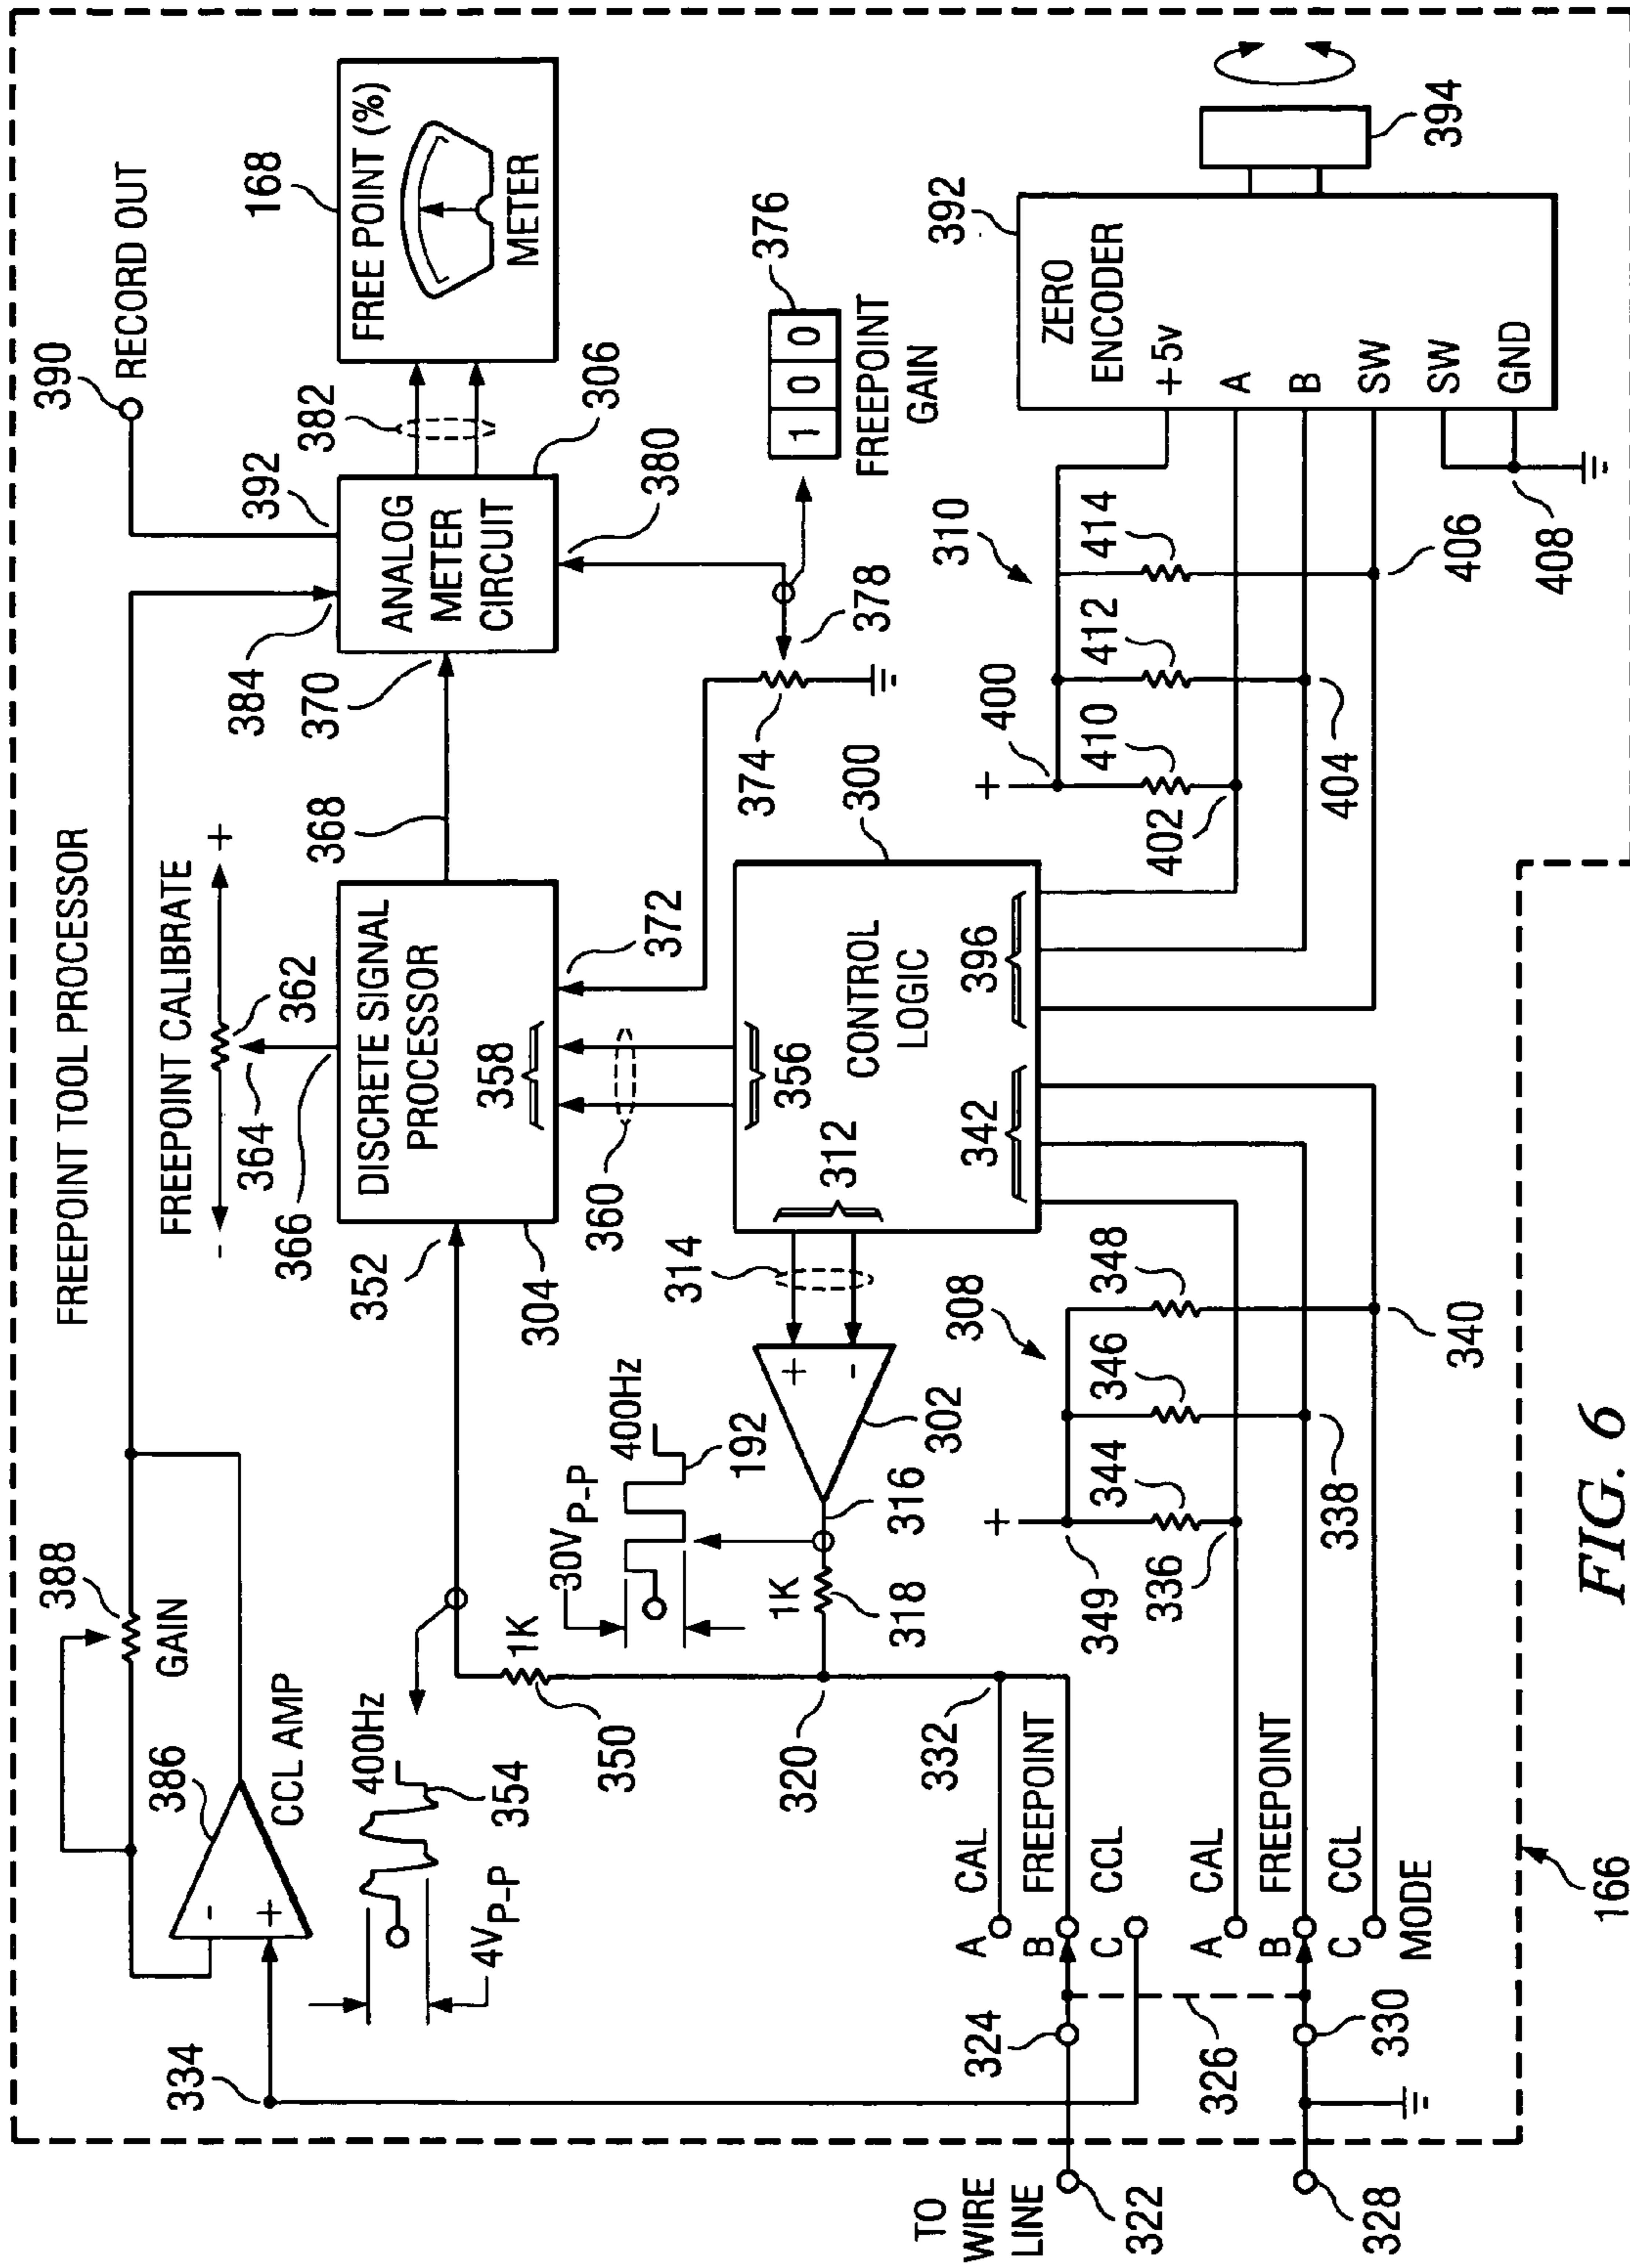 FREEPOINT TOOL PROCESSOR
388
GAIN
386
CCL AMP
-
+
334
384
390
RECORD OUT
392
382
168
FREE POINT (%)
METER
ANALOG
METER
CIRCUIT
306
370
380
368
FREEPOINT CALIBRATE
-
+
362
364
366
DISCRETE SIGNAL
PROCESSOR
358
352
304
372
360
374
378
1 0 0
376
FREEPOINT
GAIN
400Hz
354
4VP-P
1K
350
30VP-P
400Hz
192
314
312
356
CONTROL
LOGIC
300
342
396
+
-
302
316
1K
318
320
332
308
+
349
344
346
348
336
338
340
310
+
400
410
412
414
402
404
406
408
392
ZERO
ENCODER
+5v
A
B
SW
SW
GND
394
TO
WIRE
LINE
322
324
A
CAL
B
FREEPOINT
C
CCL
326
328
330
A
CAL
B
FREEPOINT
C
CCL
MODE
166
FIG. 6